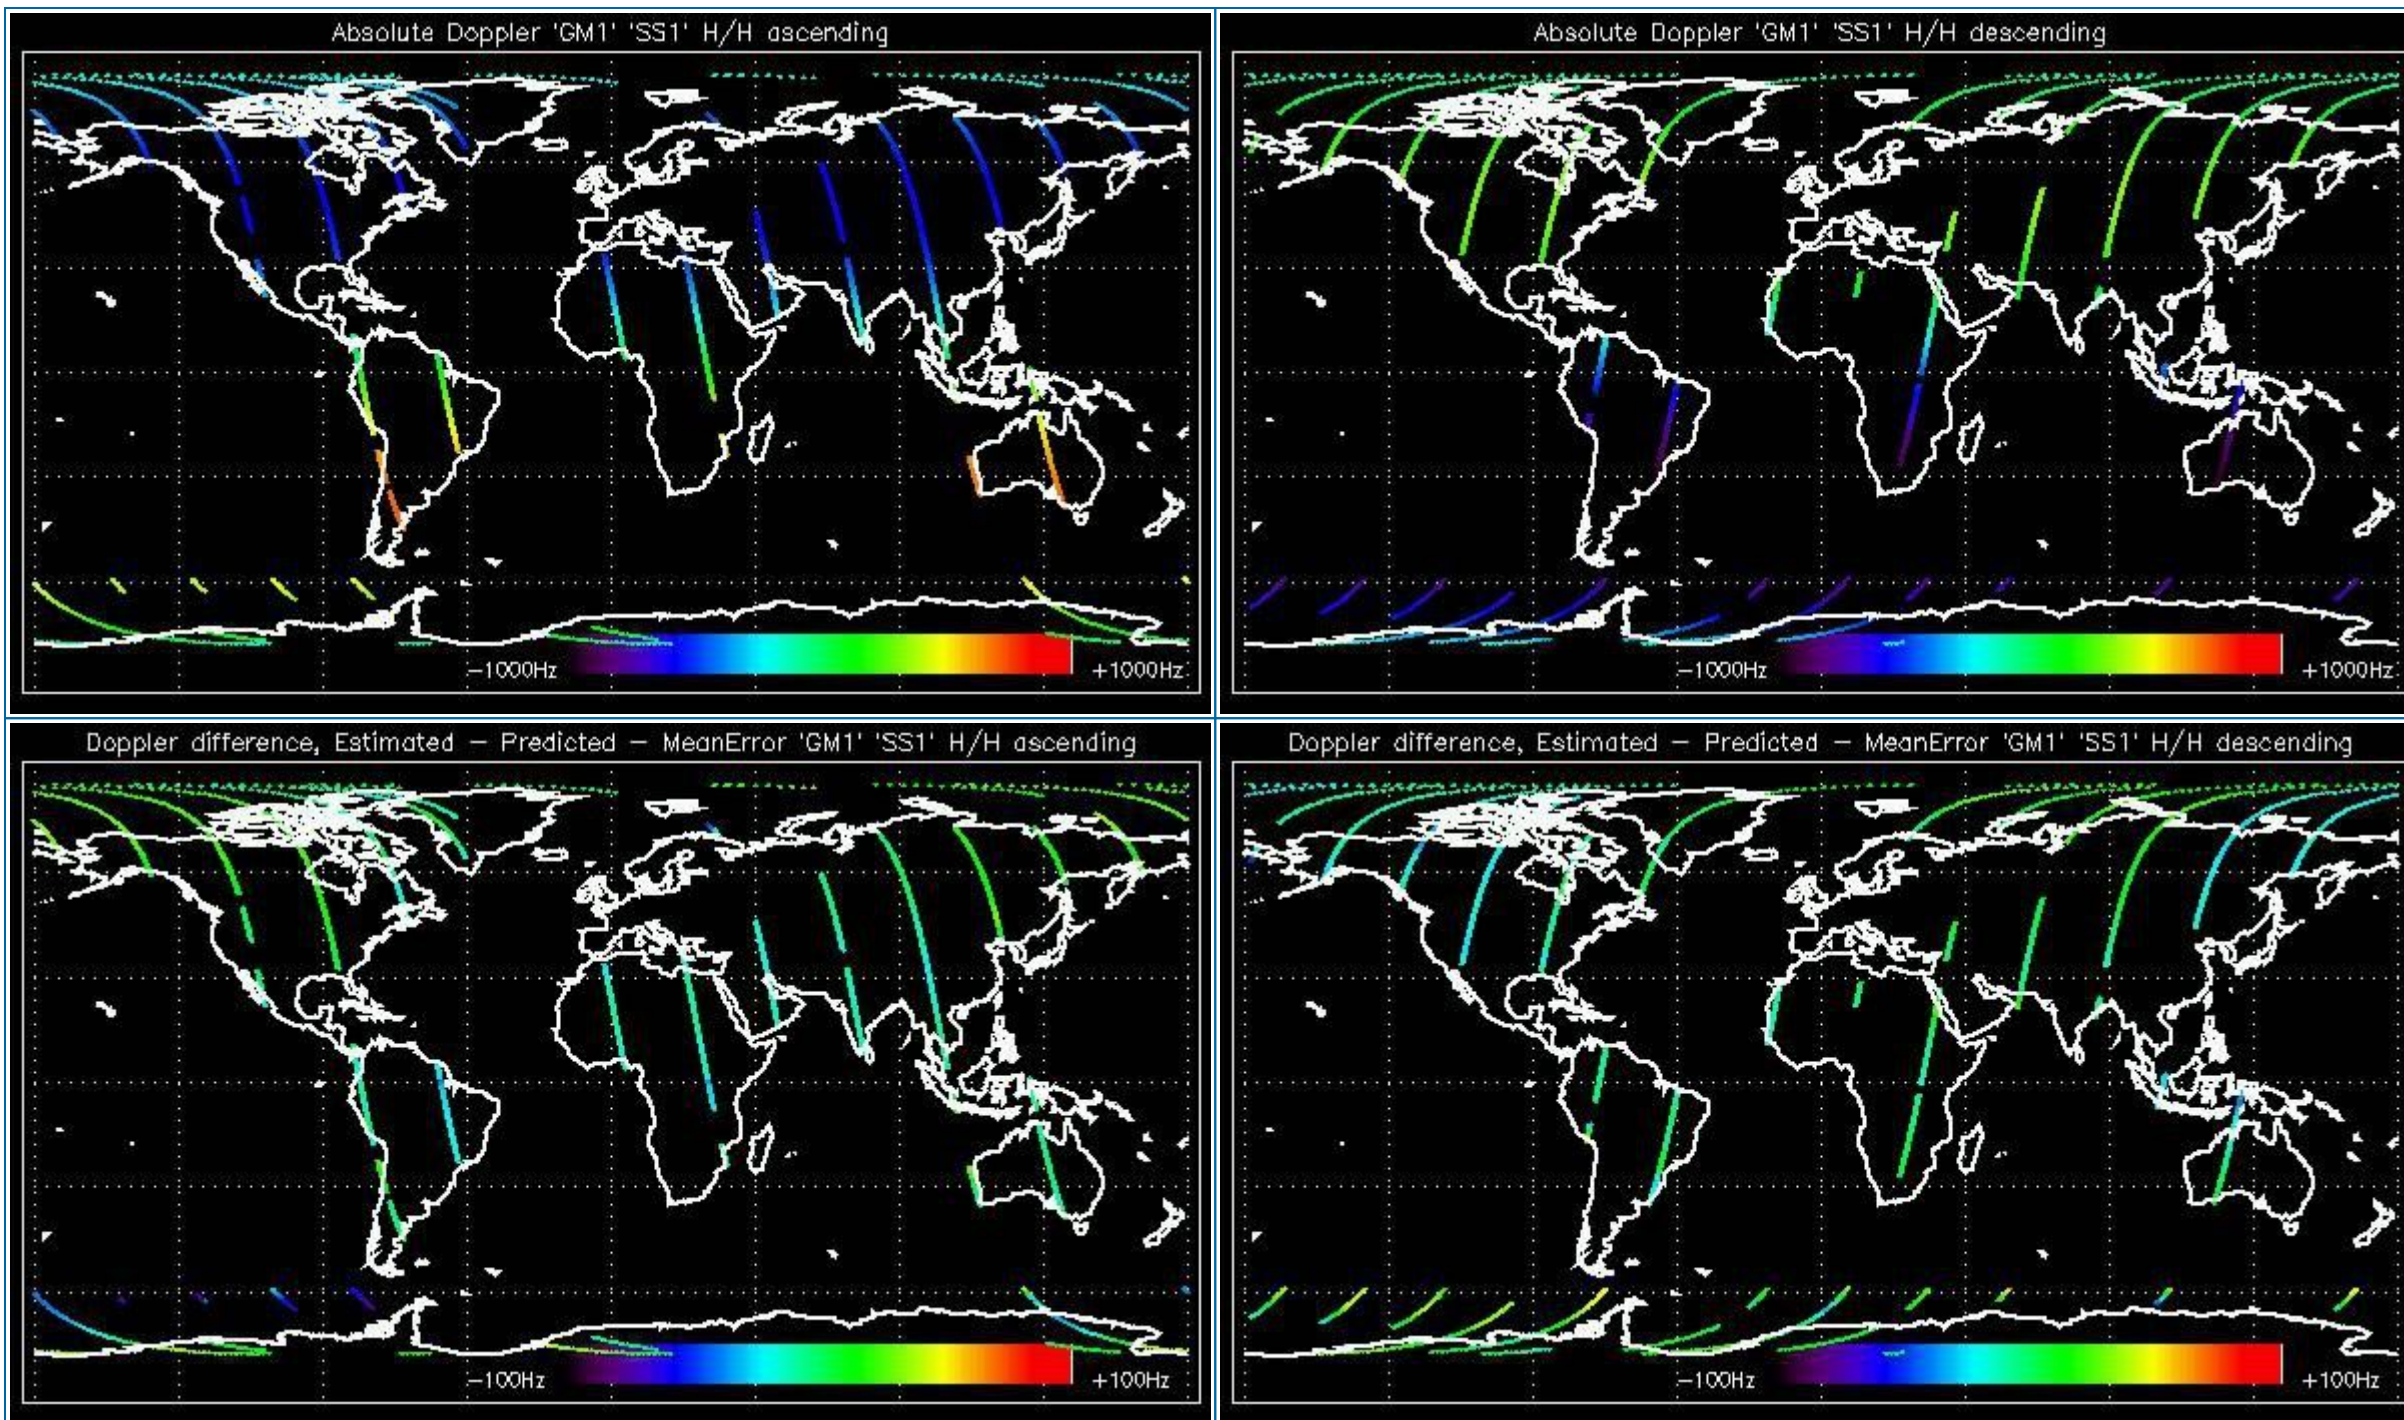 Absolute Doppler 'GM1' 'SS1' H/H ascending
-1000Hz
+1000Hz
Absolute Doppler 'GM1' 'SS1' H/H descending
-1000Hz
+1000Hz
Doppler difference, Estimated - Predicted - MeanError 'GM1' 'SS1' H/H ascending
-100Hz
+100Hz
Doppler difference, Estimated - Predicted - MeanError 'GM1' 'SS1' H/H descending
-100Hz
+100Hz